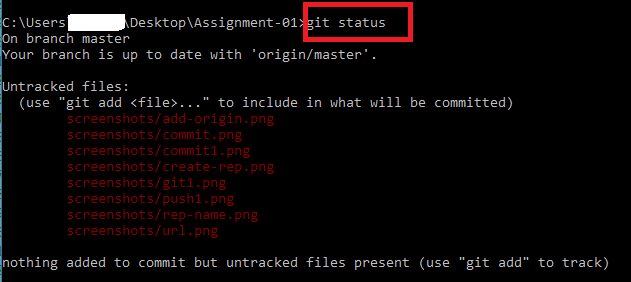 C:\Users\Desktop\Assignment-01>git status
On branch master
Your branch is up to date with 'origin/master'.
Untracked files:
(use "git add <file>..." to include in what will be committed)
screenshots/add-origin.png
screenshots/commit.png
screenshots/commit1.png
screenshots/create-rep.png
screenshots/git1.png
screenshots/push1.png
screenshots/rep-name.png
screenshots/url.png
nothing added to commit but untracked files present (use "git add" to track)